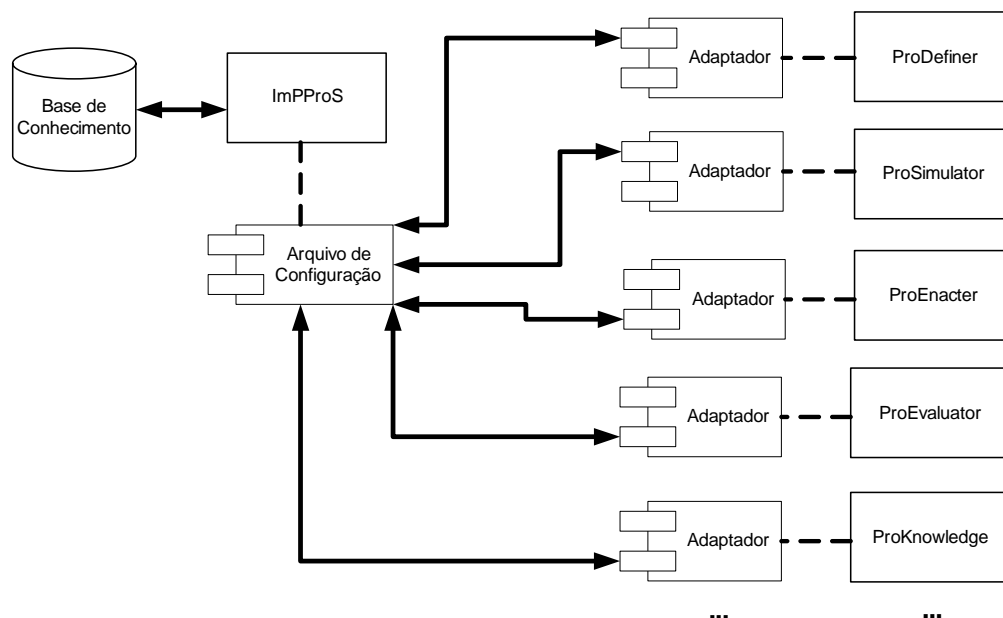 Base de
Conhecimento
ImPProS
Arquivo de
Configuração
Adaptador
ProDefiner
Adaptador
ProSimulator
Adaptador
ProEnacter
Adaptador
ProEvaluator
Adaptador
ProKnowledge
... ...